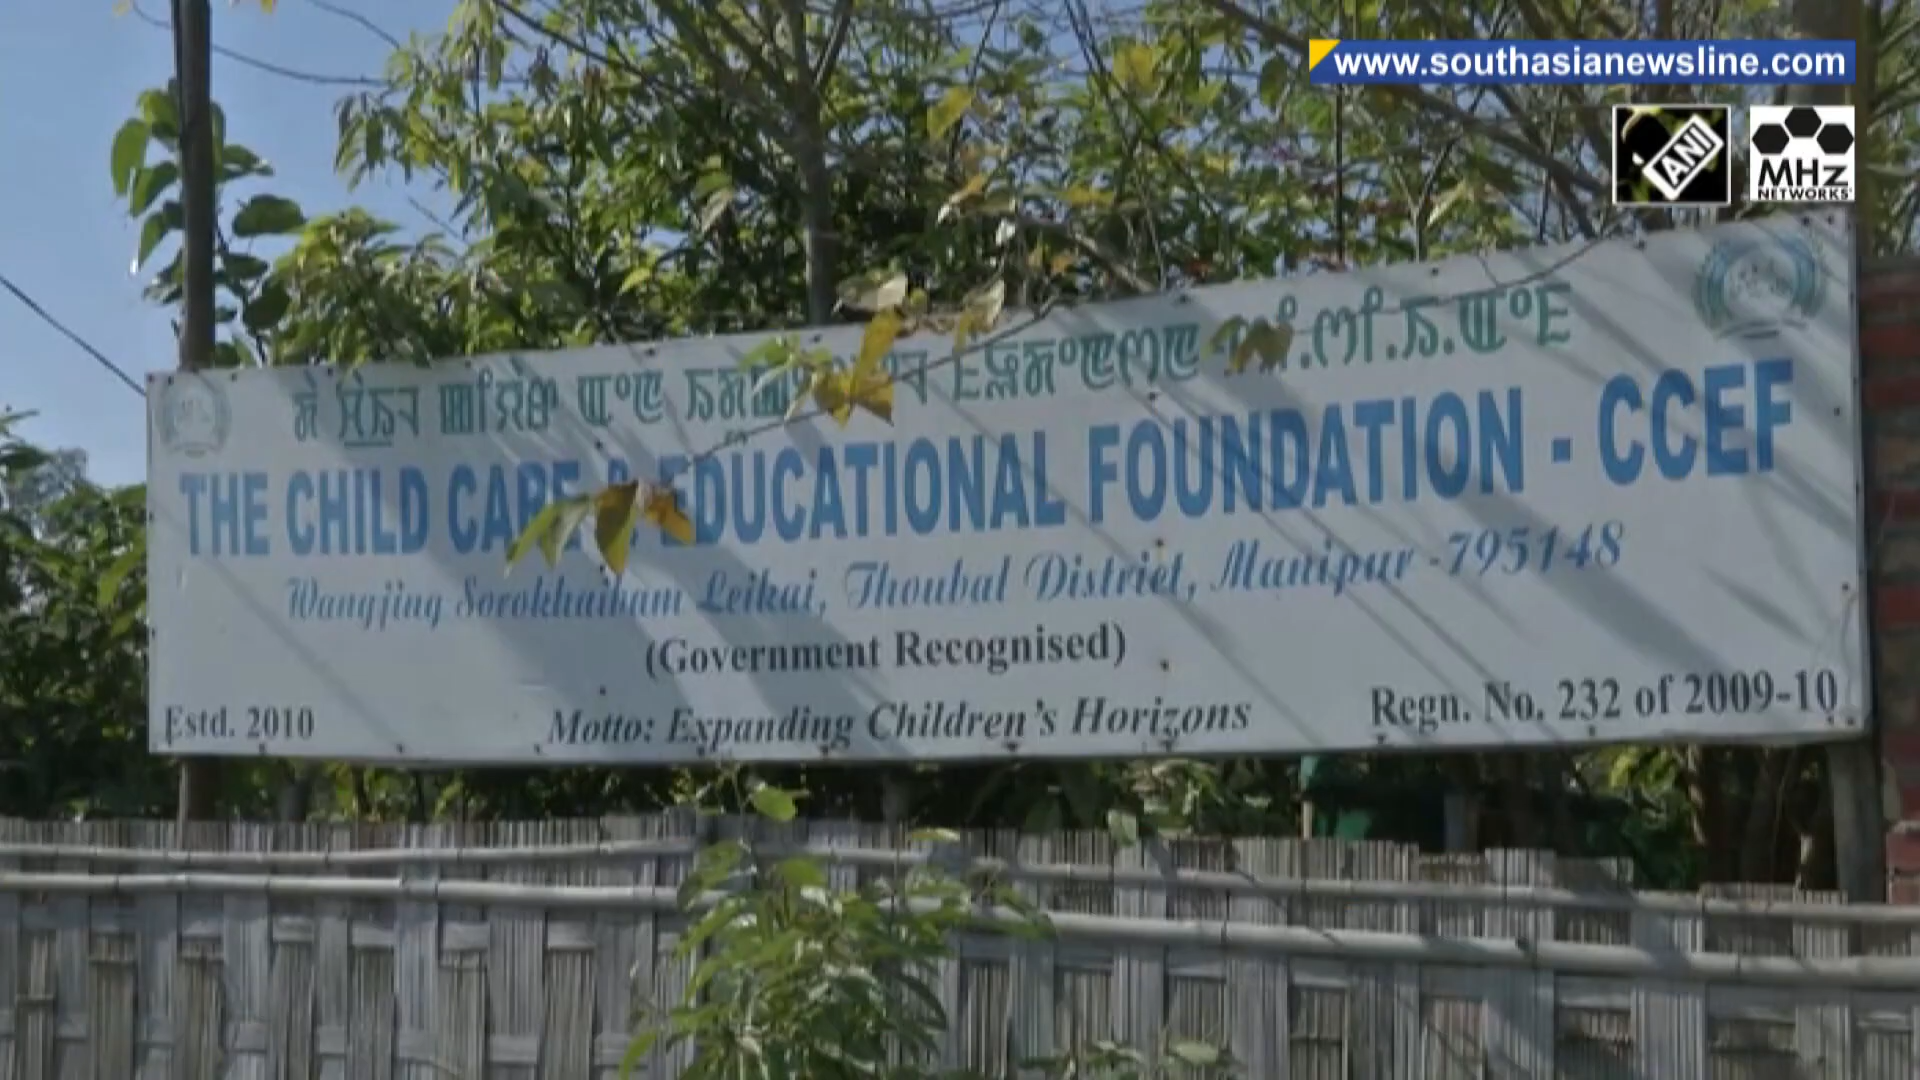 www.southasianewsline.com
ANI
MHz
NETWORKS
THE CHILD CARE & EDUCATIONAL FOUNDATION - CCEF
Wangjing Sorokhaibam Leikai, Thoubal District, Manipur -795148
(Government Recognised)
Estd. 2010
Motto: Expanding Children's Horizons
Regn. No. 232 of 2009-10